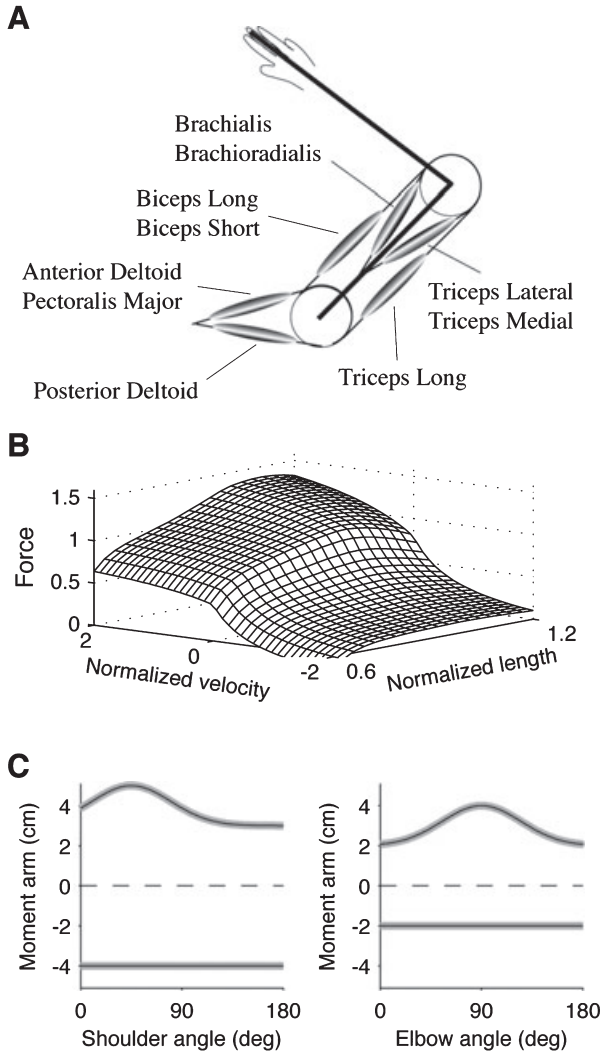 A
Brachialis
Brachioradialis
Biceps Long
Biceps Short
Anterior Deltoid
Pectoralis Major
Triceps Lateral
Triceps Medial
Triceps Long
Posterior Deltoid
B
1.5
1
0.5
0
Force
2
0
-2
Normalized velocity
0.6
1.2
Normalized length
C
4
2
0
-2
-4
Moment arm (cm)
0 90 180
Shoulder angle (deg)
4
2
0
-2
-4
Moment arm (cm)
0 90 180
Elbow angle (deg)